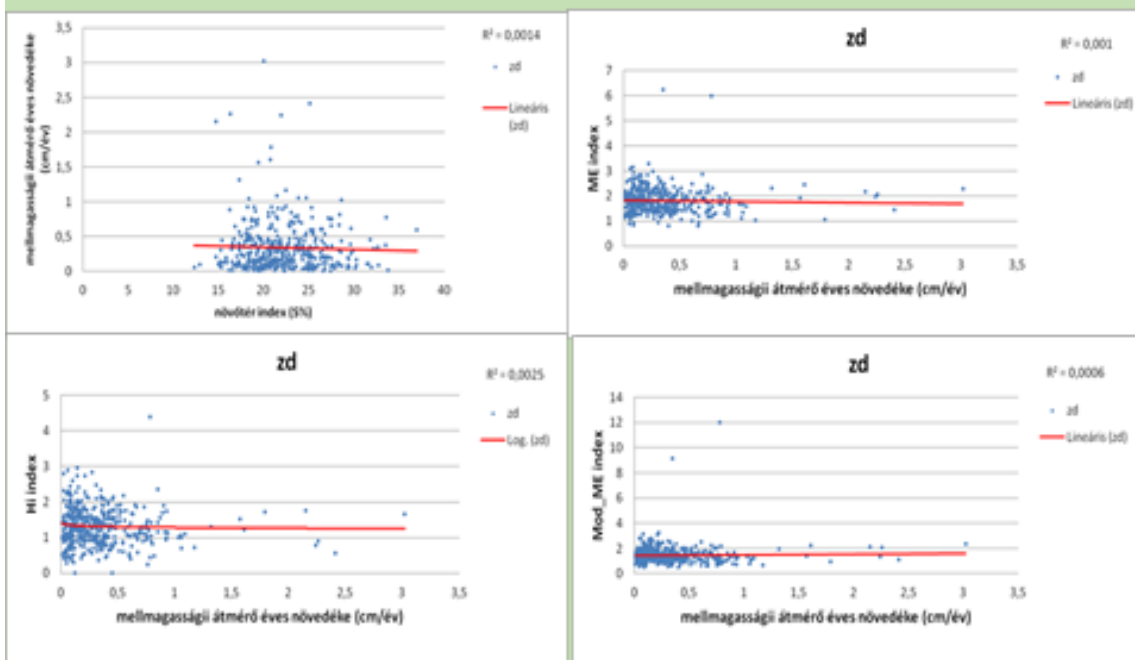 3,5
3
2,5
2
1,5
1
0,5
0
mellmagassági átmérő éves növedéke
(cm/év)
0 5 10 15 20 25 30 35 40
növőtér index (S%)
R² = 0,0014
zd
Lineáris
(zd)
zd
7
6
5
4
3
2
1
0
ME index
0 0,5 1 1,5 2 2,5 3 3,5
mellmagasságii átmérő éves növedéke (cm/év)
R² = 0,001
zd
Lineáris (zd)
zd
5
4
3
2
1
0
Hi index
0 0,5 1 1,5 2 2,5 3 3,5
mellmagasságii átmérő éves növedéke (cm/év)
R² = 0,0025
zd
Log. (zd)
zd
14
12
10
8
6
4
2
0
Mod_ME index
0 0,5 1 1,5 2 2,5 3 3,5
mellmagasságii átmérő éves növedéke (cm/év)
R² = 0,0006
zd
Lineáris (zd)